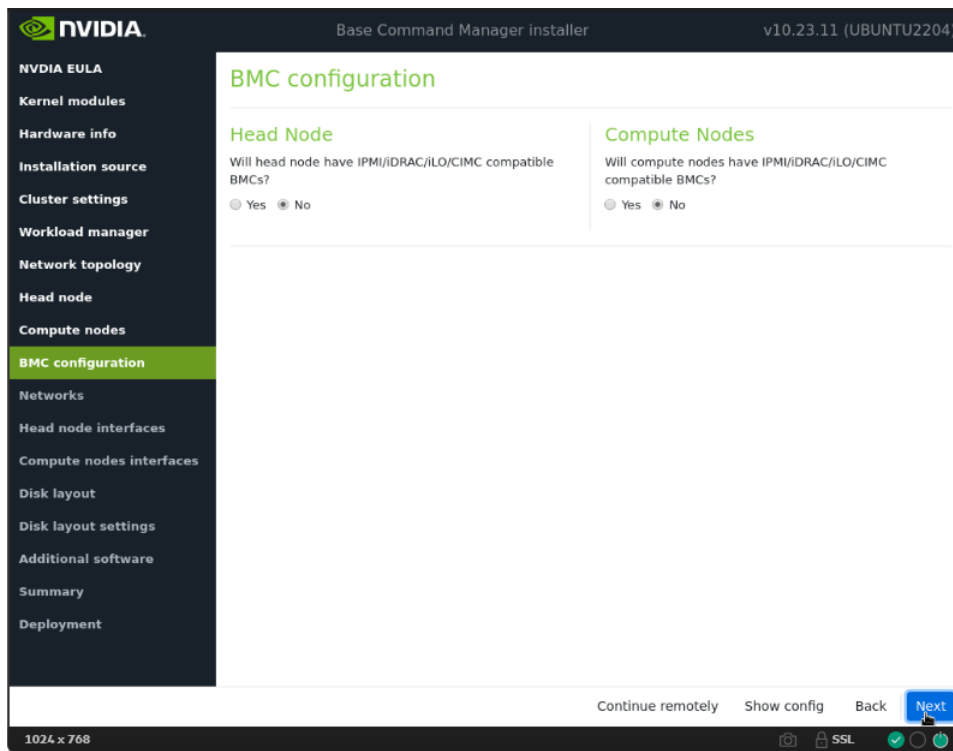 NVIDIA.
Base Command Manager installer
v10.23.11 (UBUNTU2204)
NVIDIA EULA
Kernel modules
Hardware info
Installation source
Cluster settings
Workload manager
Network topology
Head node
Compute nodes
BMC configuration
Networks
Head node interfaces
Compute nodes interfaces
Disk layout
Disk layout settings
Additional software
Summary
Deployment
BMC configuration
Head Node
Will head node have IPMI/iDRAC/iLO/CIMC compatible
BMCs?
Yes No
Compute Nodes
Will compute nodes have IPMI/iDRAC/iLO/CIMC
compatible BMCs?
Yes No
Continue remotely Show config Back Next
1024 x 768
SSL